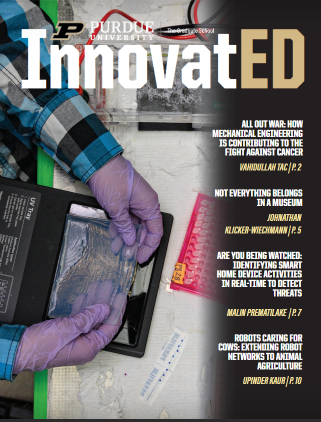 P PURDUE
UNIVERSITY
The Graduate School
InnovatED
ALL OUT WAR: HOW
MECHANICAL ENGINEERING
IS CONTRIBUTING TO THE
FIGHT AGAINST CANCER
VAHIDULLAH TAC | P. 2
NOT EVERYTHING BELONGS
IN A MUSEUM
JOHNATHAN
KLICKER-WIECHMANN | P. 5
ARE YOU BEING WATCHED:
IDENTIFYING SMART
HOME DEVICE ACTIVITIES
IN REAL-TIME TO DETECT
THREATS
MALIN PREMATILAKE | P. 7
ROBOTS CARING FOR
COWS: EXTENDING ROBOT
NETWORKS TO ANIMAL
AGRICULTURE
UPINDER KAUR | P. 10
UV Tray